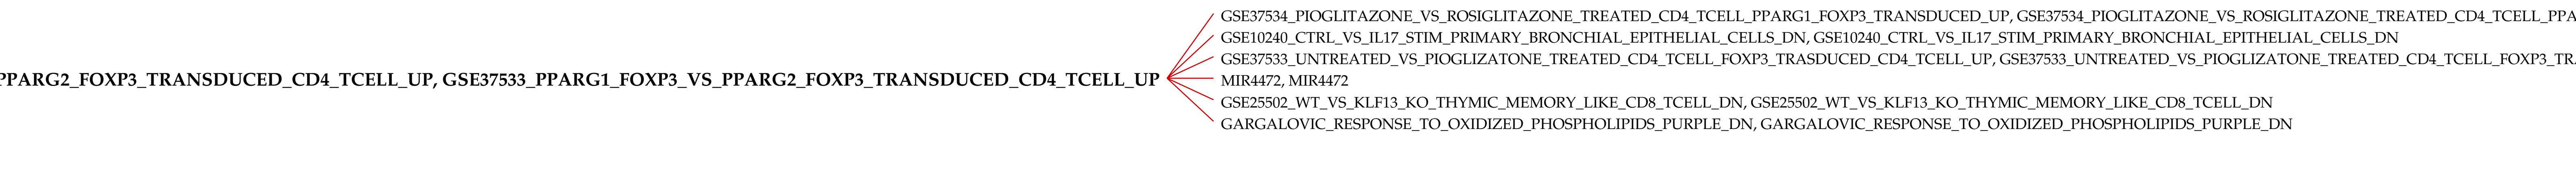 GSE37534_PIOGLITAZONE_VS_ROSIGLITAZONE_TREATED_CD4_TCELL_PPARG1_FOXP3_TRANSDUCED_UP, GSE37534_PIOGLITAZONE_VS_ROSIGLITAZONE_TREATED_CD4_TCELL_PPA
GSE10240_CTRL_VS_IL17_STIM_PRIMARY_BRONCHIAL_EPITHELIAL_CELLS_DN, GSE10240_CTRL_VS_IL17_STIM_PRIMARY_BRONCHIAL_EPITHELIAL_CELLS_DN
GSE37533_UNTREATED_VS_PIOGLIZATONE_TREATED_CD4_TCELL_FOXP3_TRASDUCED_CD4_TCELL_UP, GSE37533_UNTREATED_VS_PIOGLIZATONE_TREATED_CD4_TCELL_FOXP3_TRA
PPARG2_FOXP3_TRANSDUCED_CD4_TCELL_UP, GSE37533_PPARG1_FOXP3_VS_PPARG2_FOXP3_TRANSDUCED_CD4_TCELL_UP
MIR4472, MIR4472
GSE25502_WT_VS_KLF13_KO_THYMIC_MEMORY_LIKE_CD8_TCELL_DN, GSE25502_WT_VS_KLF13_KO_THYMIC_MEMORY_LIKE_CD8_TCELL_DN
GARGALOVIC_RESPONSE_TO_OXIDIZED_PHOSPHOLIPIDS_PURPLE_DN, GARGALOVIC_RESPONSE_TO_OXIDIZED_PHOSPHOLIPIDS_PURPLE_DN